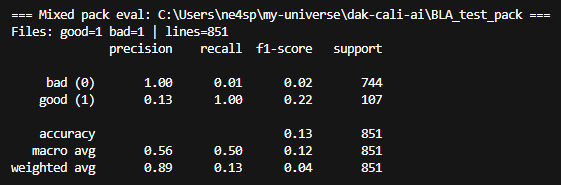 === Mixed pack eval: C:\Users\ne4sp\my-universe\dak-cali-ai\BLA_test_pack ===
Files: good=1 bad=1 | lines=851
precision recall f1-score support
bad (0) 1.00 0.01 0.02 744
good (1) 0.13 1.00 0.22 107
accuracy 0.13 851
macro avg 0.56 0.50 0.12 851
weighted avg 0.89 0.13 0.04 851